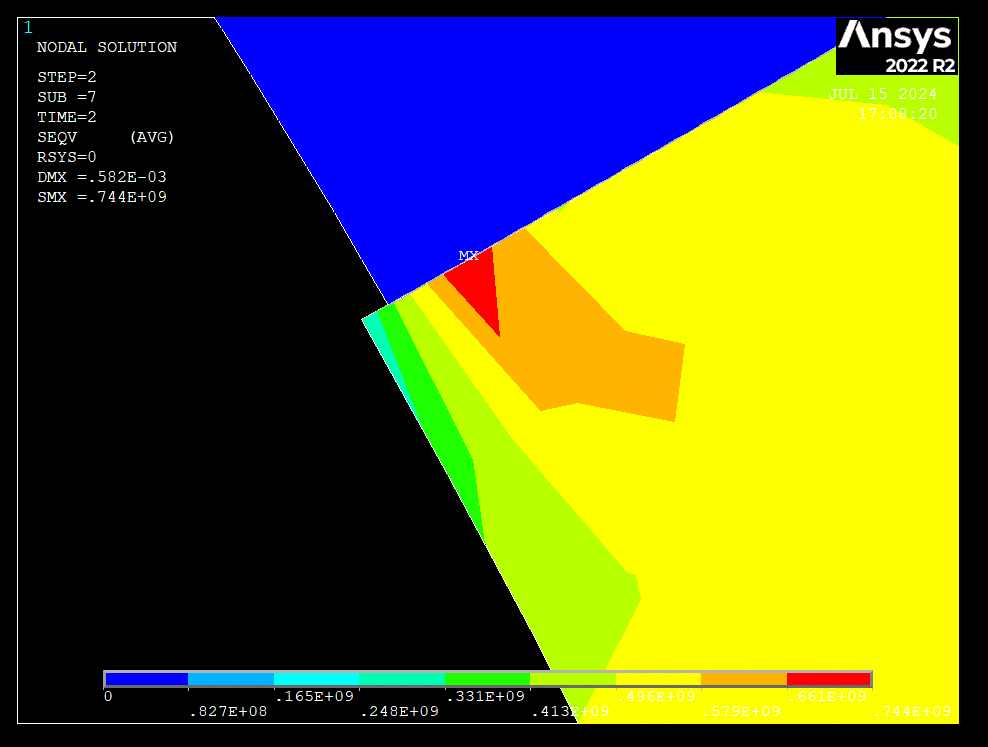 1
NODAL SOLUTION
STEP=2
SUB =7
TIME=2
SEQV (AVG)
RSYS=0
DMX =.582E-03
SMX =.744E+09
Ansys
2022 R2
JUL 15 2024
17:08:20
MX
0 .165E+09 .331E+09 .496E+09 .661E+09
.827E+08 .248E+09 .413E+09 .579E+09 .744E+09